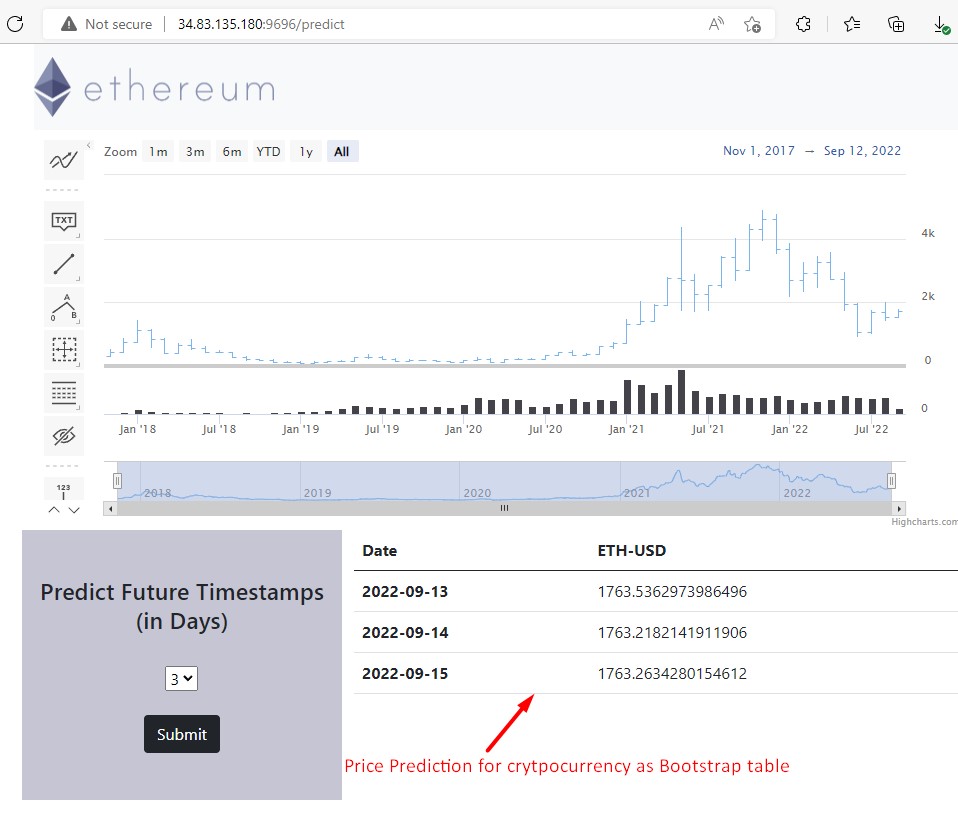 Not secure 34.83.135.180:9696/predict
ethereum
Zoom 1m 3m 6m YTD 1y All Nov 1, 2017 → Sep 12, 2022
TXT
A
0 B
4k
2k
0
0
Jan '18 Jul '18 Jan '19 Jul '19 Jan '20 Jul '20 Jan '21 Jul '21 Jan '22 Jul '22
123
2018 2019 2020 2021 2022
Highcharts.com
Predict Future Timestamps
(in Days)
3
Submit
Date ETH-USD
2022-09-13 1763.5362973986496
2022-09-14 1763.2182141911906
2022-09-15 1763.2634280154612
Price Prediction for crytpocurrency as Bootstrap table